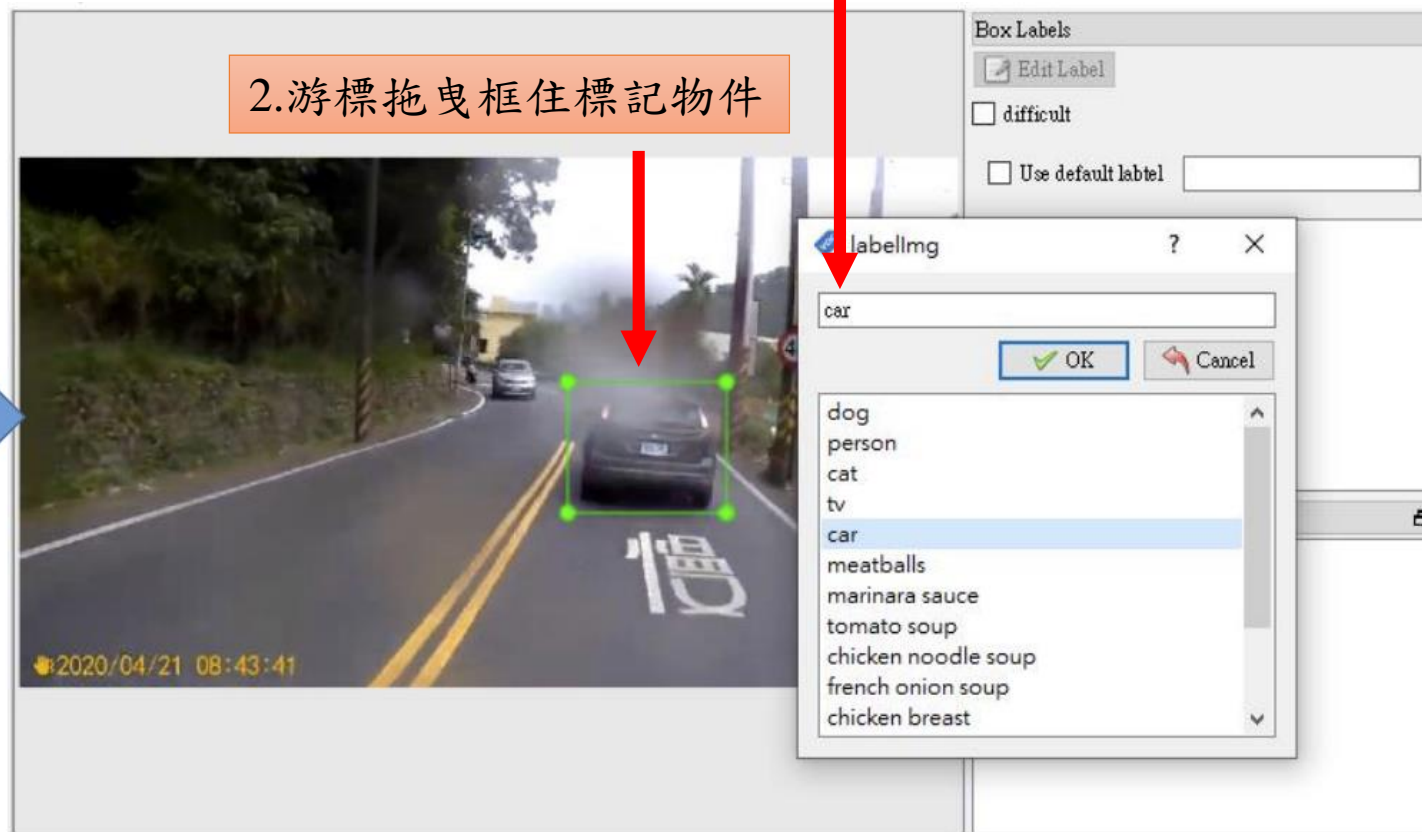 Box Labels
Edit Label
2.游標拖曳框住標記物件
difficult
Use default labtel
labelImg
?
car
OK
Cancel
dog
person
cat
tv
car
meatballs
marinara sauce
tomato soup
chicken noodle soup
french onion soup
chicken breast
4
慢
2020/04/21 08:43:41